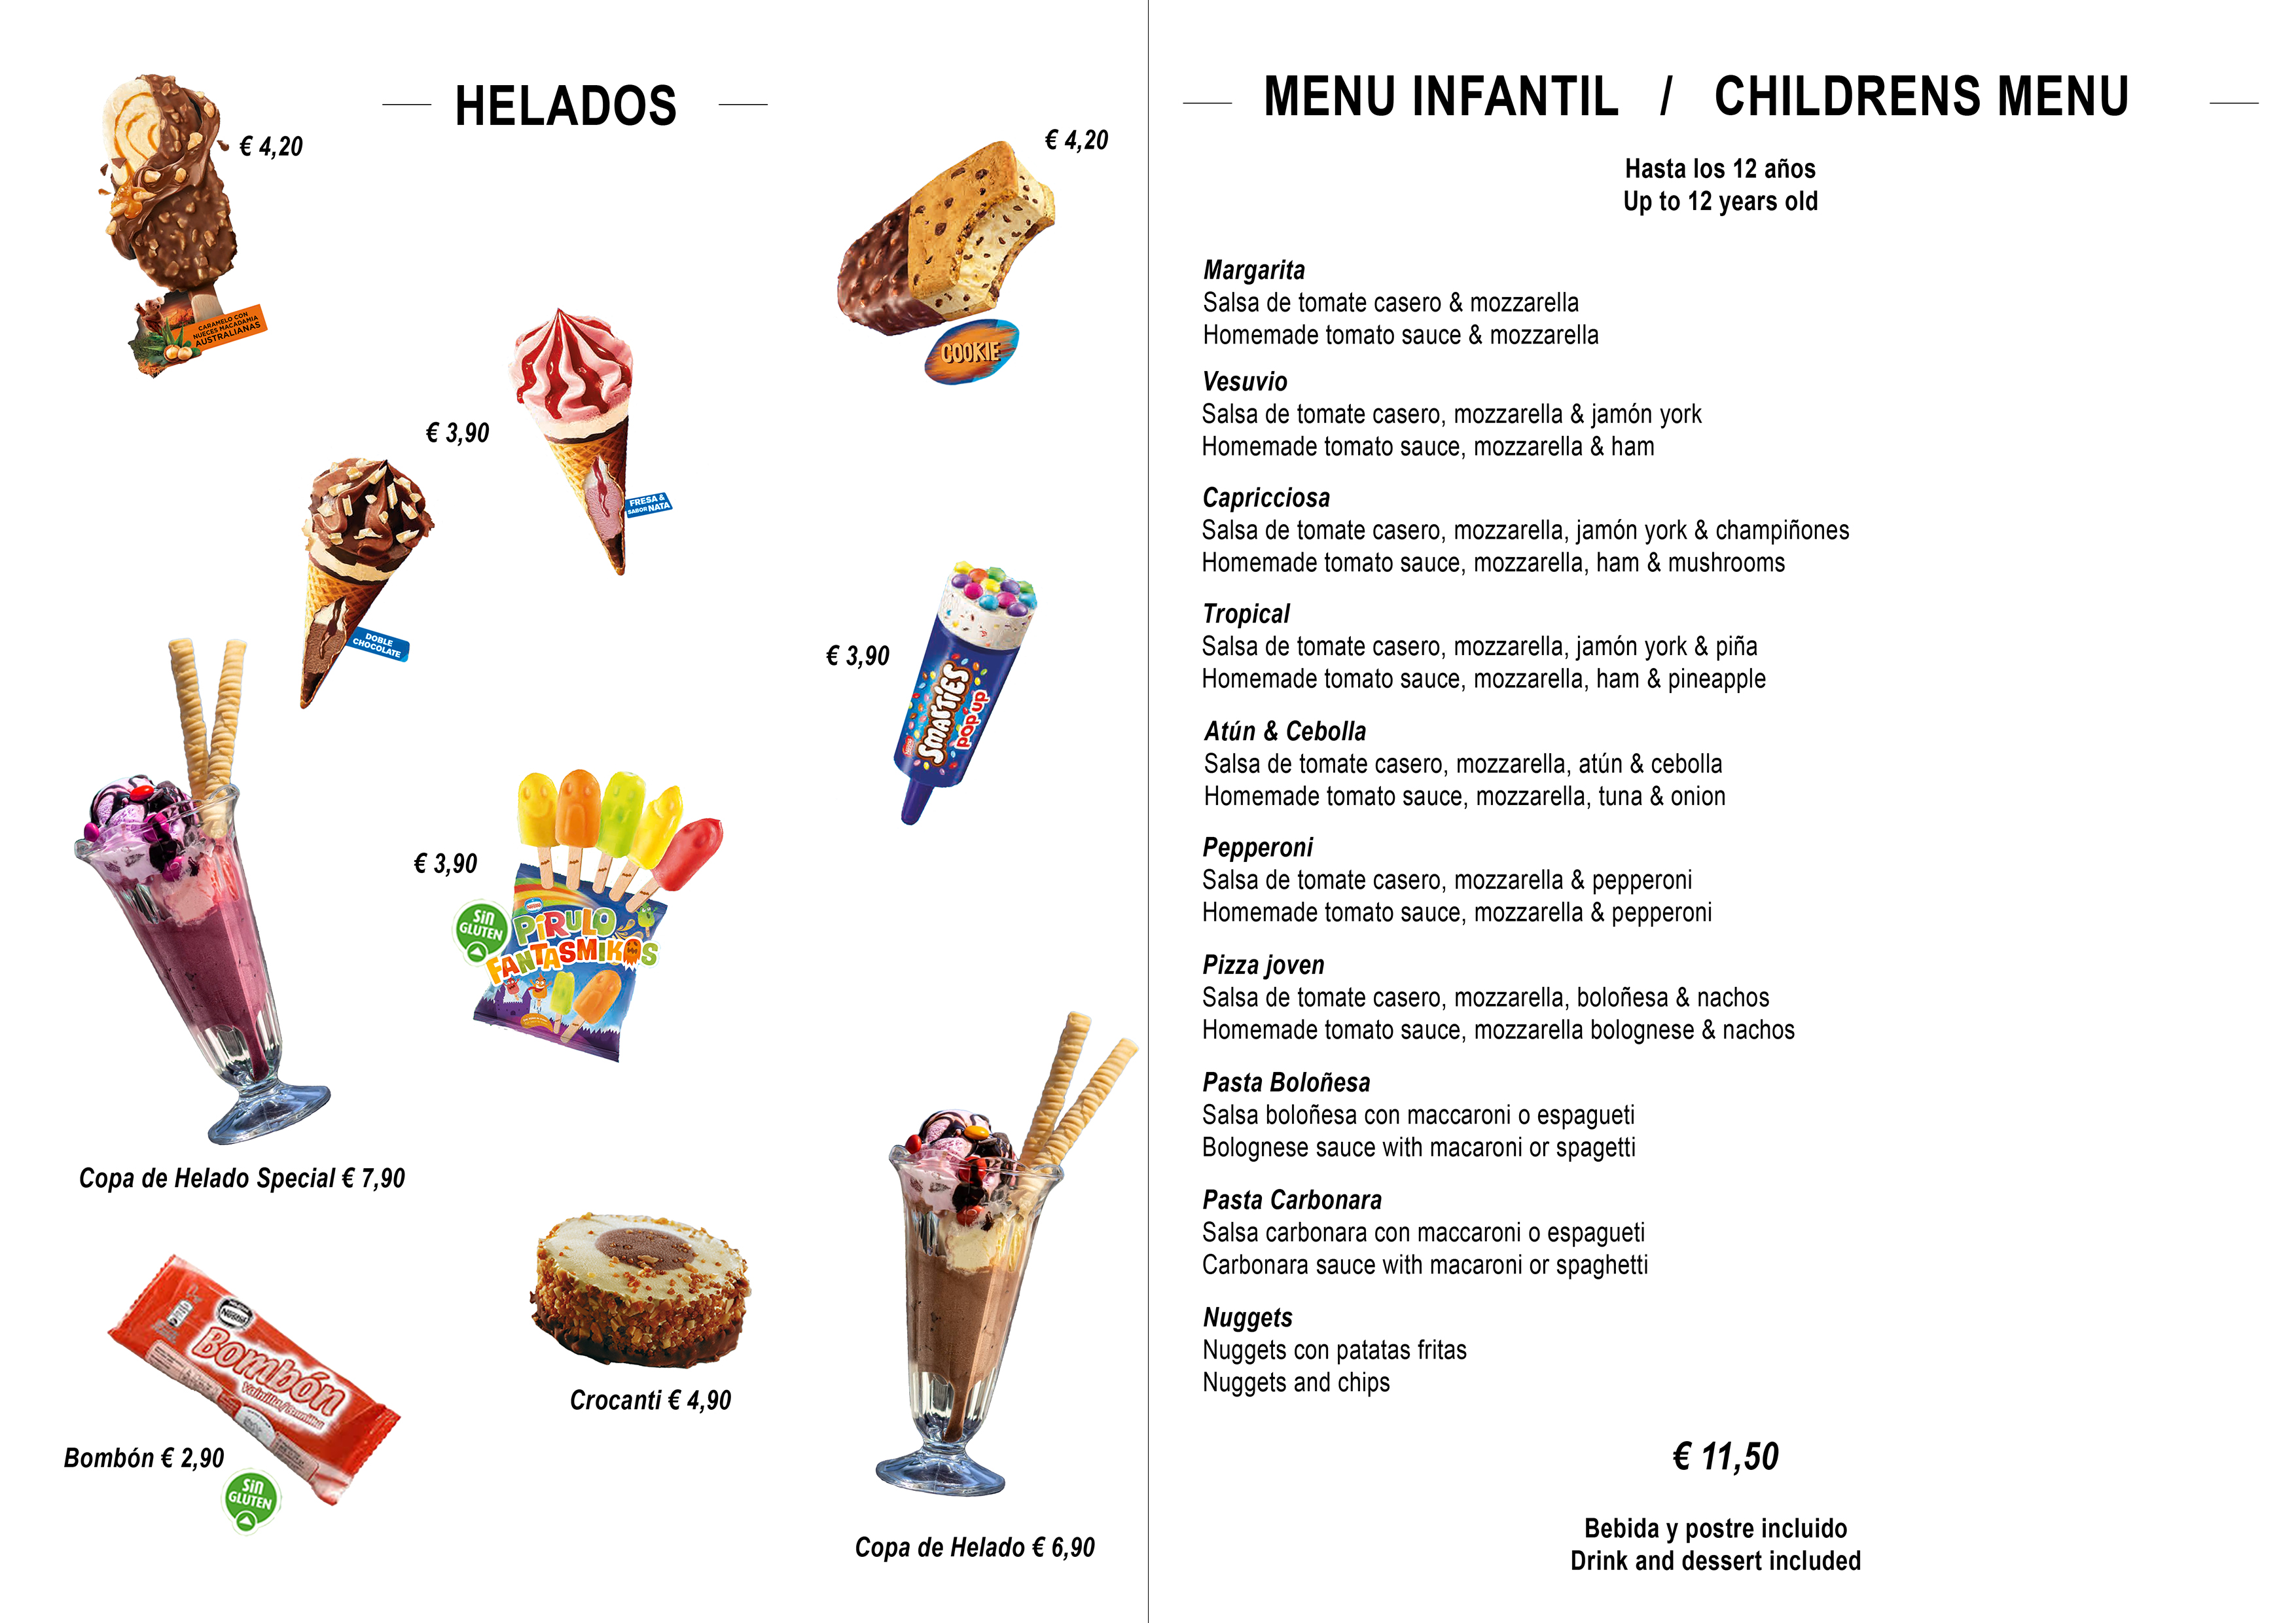 HELADOS
€ 4,20
CARAMELO CON
NUECES MACADAMIA
AUSTRALIANAS
€ 4,20
COOKIE
€ 3,90
FRESA &
SABOR NATA
DOBLE
CHOCOLATE
€ 3,90
SMARTIES
pop up
€ 3,90
Sin
GLUTEN
PIRULO
FANTASMIKOS
Copa de Helado Special € 7,90
Nestlé
Bombón
Vainilla/Baunilha
Bombón € 2,90
Sin
GLUTEN
Crocanti € 4,90
Copa de Helado € 6,90
MENU INFANTIL / CHILDRENS MENU
Hasta los 12 años
Up to 12 years old
Margarita
Salsa de tomate casero & mozzarella
Homemade tomato sauce & mozzarella
Vesuvio
Salsa de tomate casero, mozzarella & jamón york
Homemade tomato sauce, mozzarella & ham
Capricciosa
Salsa de tomate casero, mozzarella, jamón york & champiñones
Homemade tomato sauce, mozzarella, ham & mushrooms
Tropical
Salsa de tomate casero, mozzarella, jamón york & piña
Homemade tomato sauce, mozzarella, ham & pineapple
Atún & Cebolla
Salsa de tomate casero, mozzarella, atún & cebolla
Homemade tomato sauce, mozzarella, tuna & onion
Pepperoni
Salsa de tomate casero, mozzarella & pepperoni
Homemade tomato sauce, mozzarella & pepperoni
Pizza joven
Salsa de tomate casero, mozzarella, boloñesa & nachos
Homemade tomato sauce, mozzarella bolognese & nachos
Pasta Boloñesa
Salsa boloñesa con maccaroni o espagueti
Bolognese sauce with macaroni or spagetti
Pasta Carbonara
Salsa carbonara con maccaroni o espagueti
Carbonara sauce with macaroni or spaghetti
Nuggets
Nuggets con patatas fritas
Nuggets and chips
€ 11,50
Bebida y postre incluido
Drink and dessert included